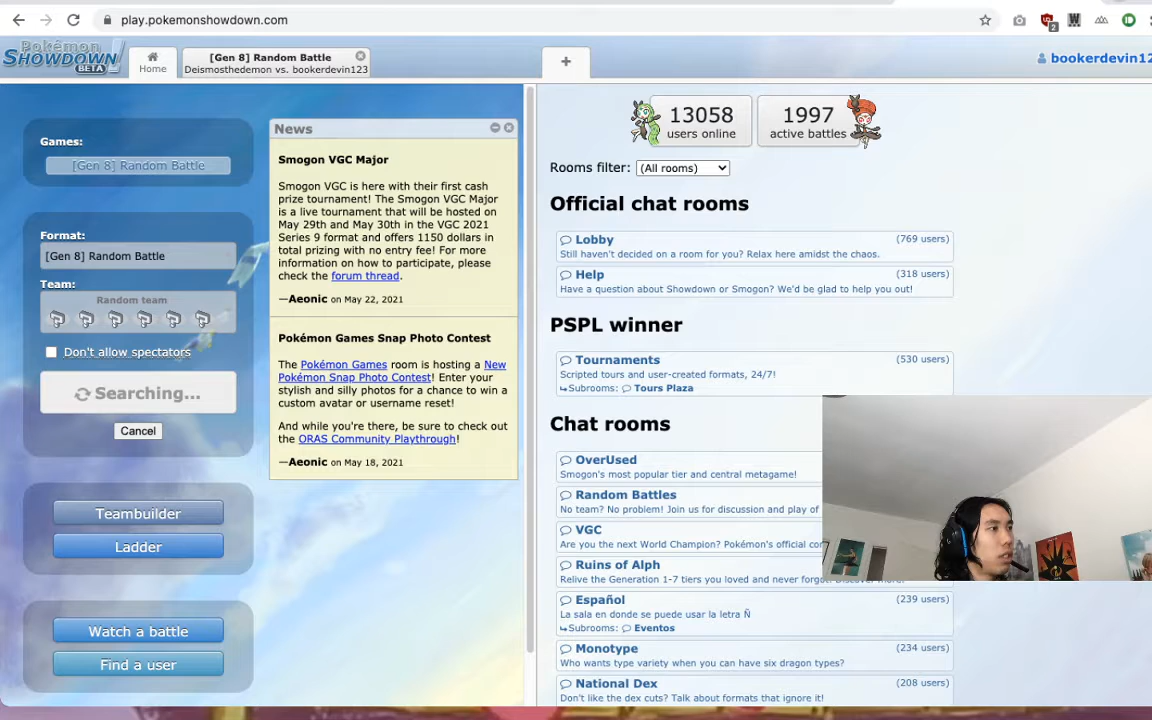 play.pokemonshowdown.com
2
Pokémon
SHOWDOWN
BETA
Home
[Gen 8] Random Battle
Deismosthedemon vs. bookerdevin123
+
bookerdevin12
Games:
[Gen 8] Random Battle
Format:
[Gen 8] Random Battle
Team:
Random team
Don't allow spectators
Searching...
Cancel
Teambuilder
Ladder
Watch a battle
Find a user
News
Smogon VGC Major
Smogon VGC is here with their first cash
prize tournament! The Smogon VGC Major
is a live tournament that will be hosted on
May 29th and May 30th in the VGC 2021
Series 9 format and offers 1150 dollars in
total prizing with no entry fee! For more
information on how to participate, please
check the forum thread.
—Aeonic on May 22, 2021
Pokémon Games Snap Photo Contest
The Pokémon Games room is hosting a New
Pokémon Snap Photo Contest! Enter your
stylish and silly photos for a chance to win a
custom avatar or username reset!
And while you're there, be sure to check out
the ORAS Community Playthrough!
—Aeonic on May 18, 2021
13058
users online
1997
active battles
Rooms filter: (All rooms)
Official chat rooms
Lobby (769 users)
Still haven't decided on a room for you? Relax here amidst the chaos.
Help (318 users)
Have a question about Showdown or Smogon? We'd be glad to help you out!
PSPL winner
Tournaments (530 users)
Scripted tours and user-created formats, 24/7!
Subrooms: Tours Plaza
Chat rooms
OverUsed
Smogon's most popular tier and central metagame!
Random Battles
No team? No problem! Join us for discussion and play of
VGC
Are you the next World Champion? Pokémon's official
Ruins of Alph
Relive the Generation 1-7 tiers you loved and never
Español (239 users)
La sala en donde se puede usar la letra Ñ
Subrooms: Eventos
Monotype (234 users)
Who wants type variety when you can have six dragon types?
National Dex (208 users)
Don't like the dex cuts? Talk about formats that ignore it!